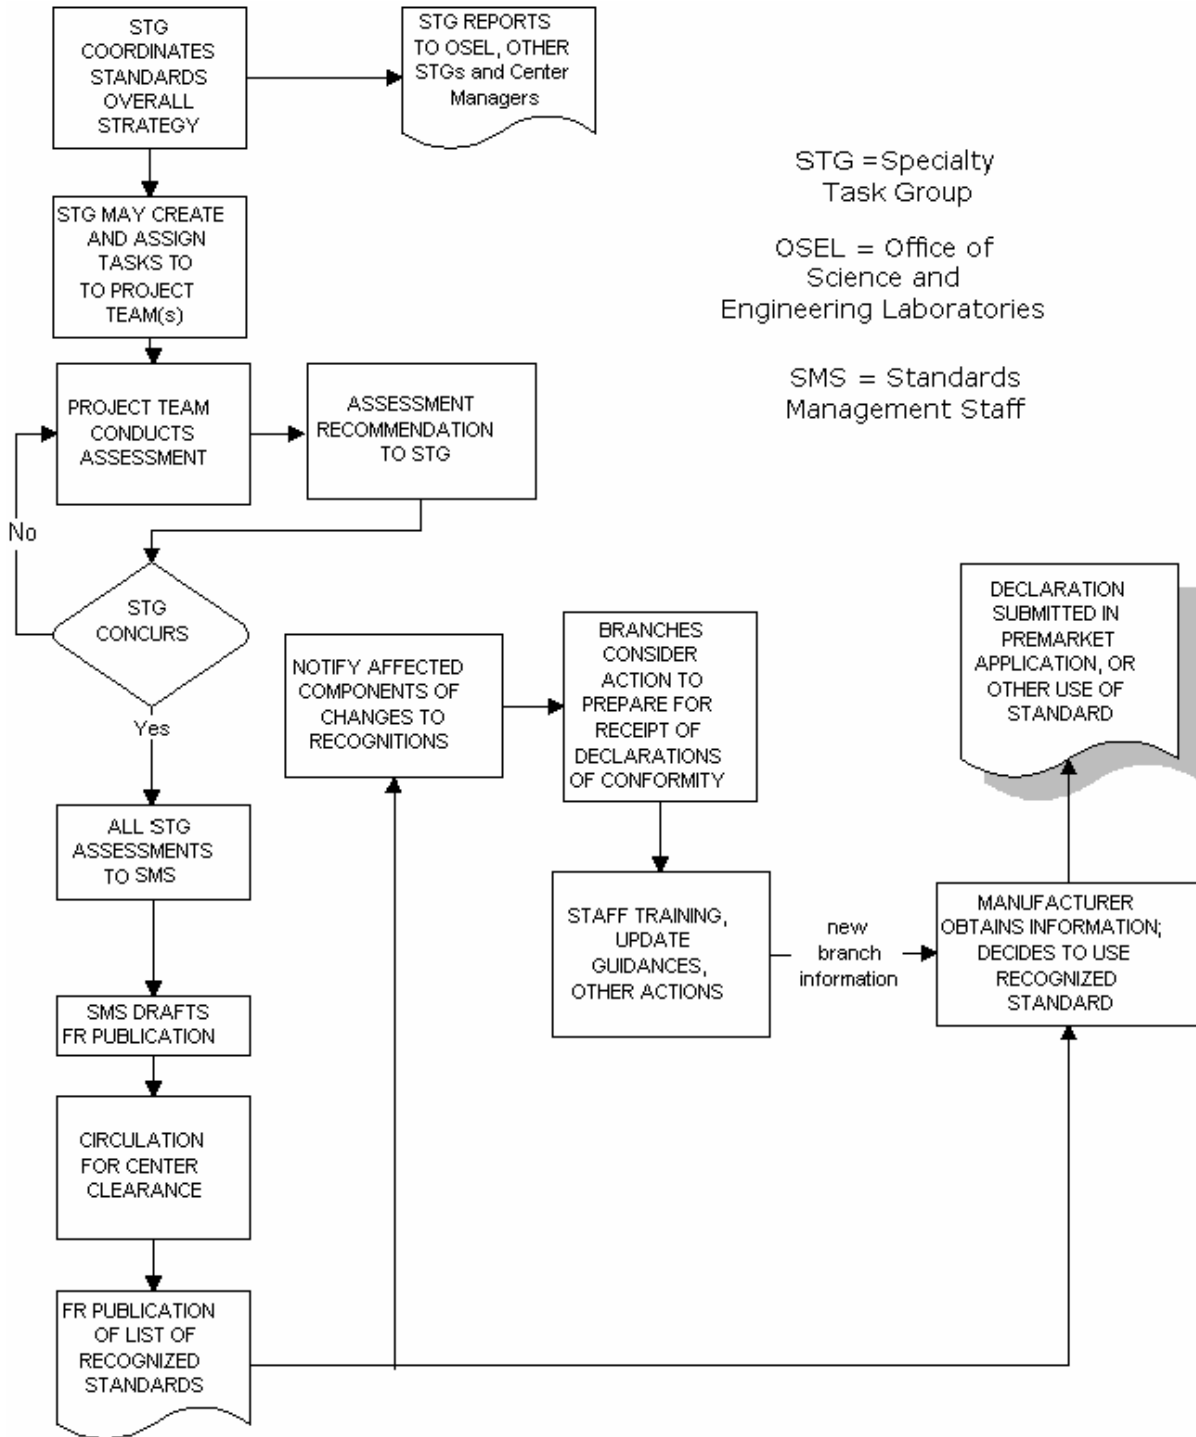 STG
COORDINATES
STANDARDS
OVERALL
STRATEGY
STG REPORTS
TO OSEL, OTHER
STGs and Center
Managers
STG =Specialty
Task Group
OSEL = Office of
Science and
Engineering Laboratories
SMS = Standards
Management Staff
STG MAY CREATE
AND ASSIGN
TASKS TO
TO PROJECT
TEAM(s)
PROJECT TEAM
CONDUCTS
ASSESSMENT
ASSESSMENT
RECOMMENDATION
TO STG
No
STG
CONCURS
Yes
ALL STG
ASSESSMENTS
TO SMS
SMS DRAFTS
FR PUBLICATION
CIRCULATION
FOR CENTER
CLEARANCE
FR PUBLICATION
OF LIST OF
RECOGNIZED
STANDARDS
NOTIFY AFFECTED
COMPONENTS OF
CHANGES TO
RECOGNITIONS
BRANCHES
CONSIDER
ACTION TO
PREPARE FOR
RECEIPT OF
DECLARATIONS
OF CONFORMITY
STAFF TRAINING,
UPDATE
GUIDANCES,
OTHER ACTIONS
new
branch
information
MANUFACTURER
OBTAINS INFORMATION;
DECIDES TO USE
RECOGNIZED
STANDARD
DECLARATION
SUBMITTED IN
PREMARKET
APPLICATION, OR
OTHER USE OF
STANDARD